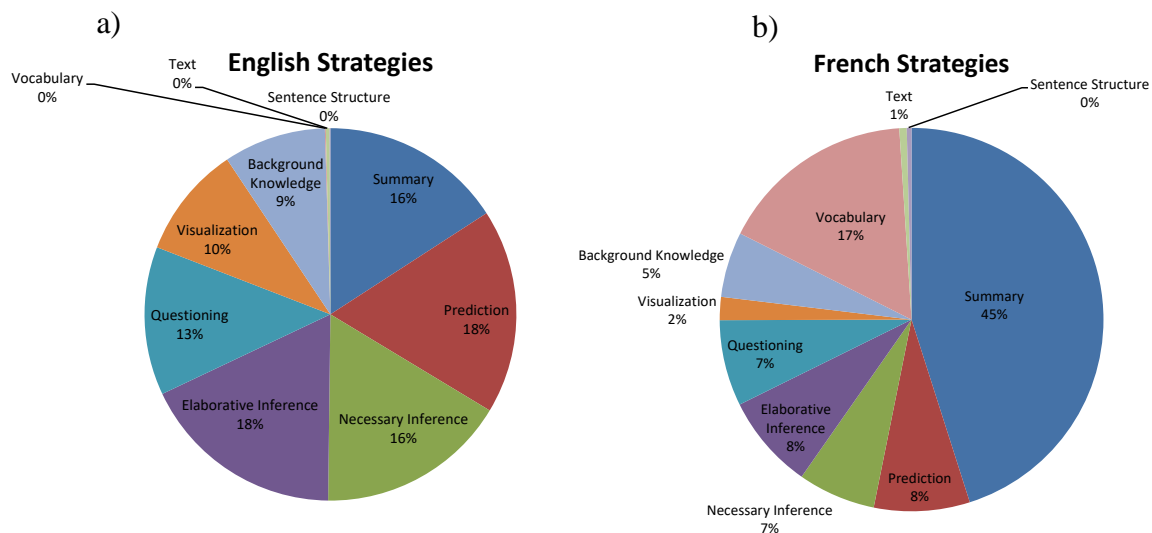 a)
English Strategies
Text
0%
Vocabulary
0%
Sentence Structure
0%
Background
Knowledge
9%
Summary
16%
Visualization
10%
Prediction
18%
Questioning
13%
Elaborative Inference
18%
Necessary Inference
16%
b)
French Strategies
Sentence Structure
0%
Text
1%
Vocabulary
17%
Background Knowledge
5%
Visualization
2%
Summary
45%
Questioning
7%
Elaborative
Inference
8%
Prediction
8%
Necessary Inference
7%